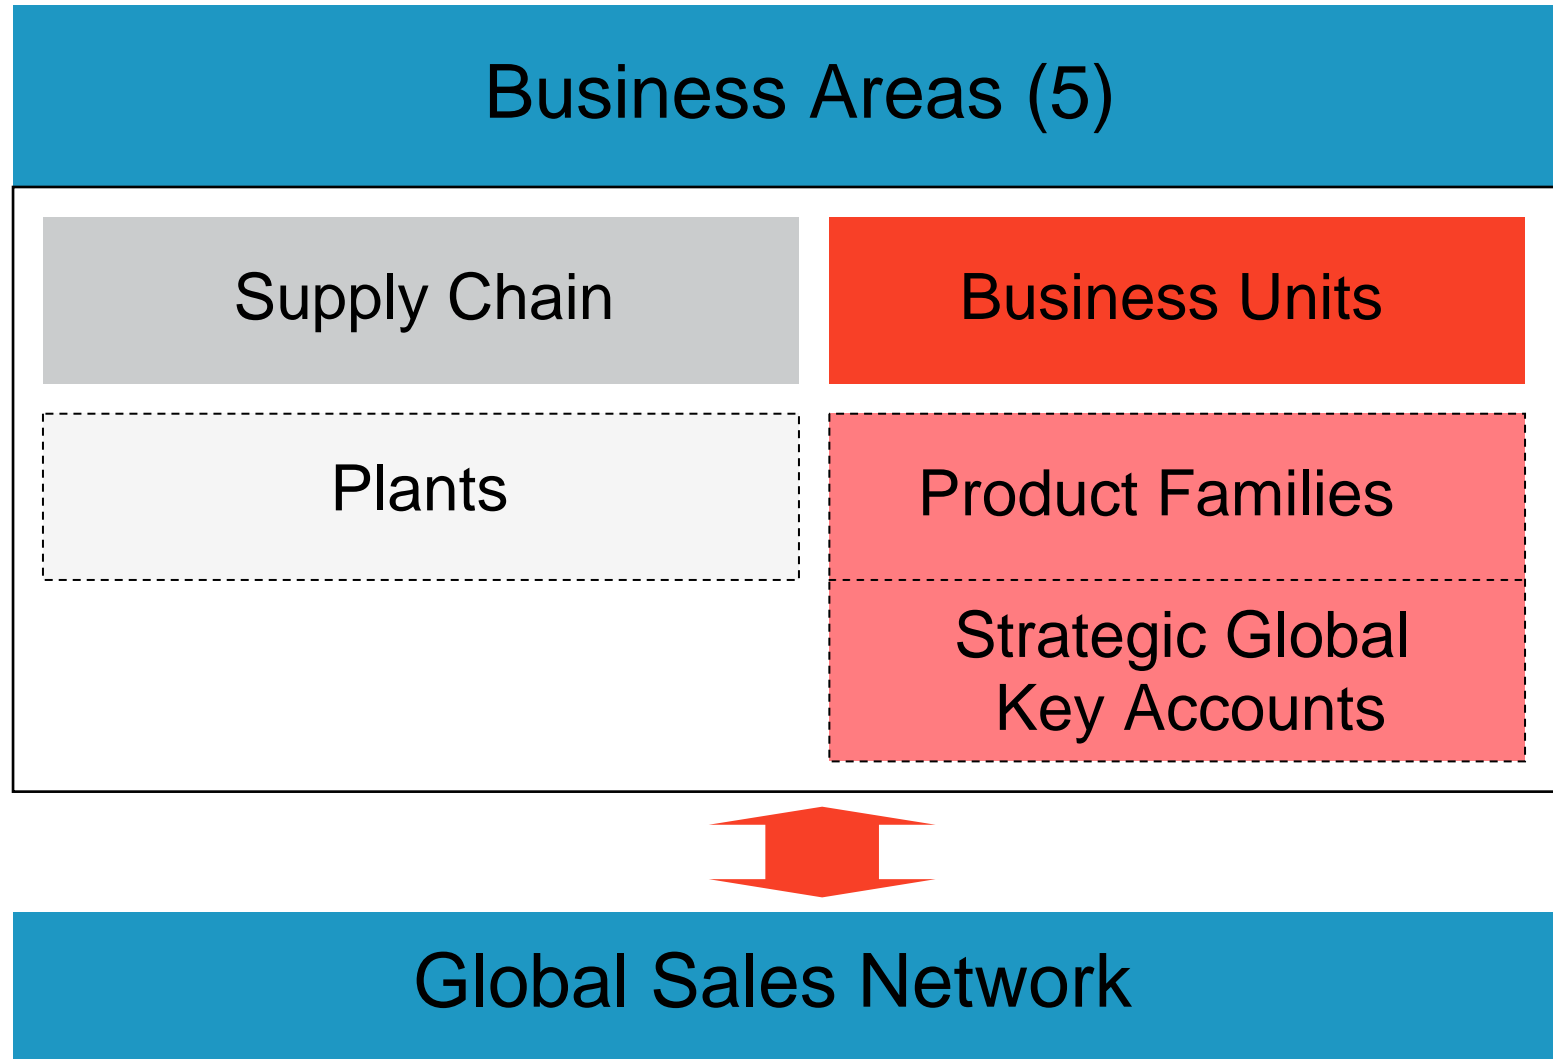 Business Areas (5)
Supply Chain
Business Units
Plants
Product Families
Strategic Global
Key Accounts
Global Sales Network